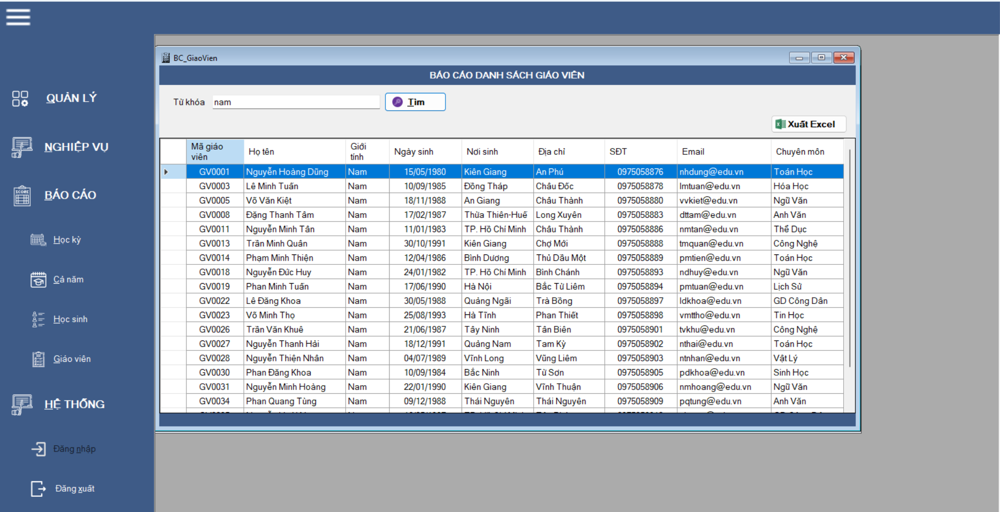 BC_GiaoVien
BÁO CÁO DANH SÁCH GIÁO VIÊN
Từ khóa nam Tìm
Xuất Excel
QUẢN LÝ
NGHIỆP VỤ
BÁO CÁO
Học kỳ
Cả năm
Học sinh
Giáo viên
HỆ THỐNG
Đăng nhập
Đăng xuất
Mã giáo viên Họ tên Giới tính Ngày sinh Nơi sinh Địa chỉ SĐT Email Chuyên môn
GV0001 Nguyễn Hoàng Dũng Nam 15/05/1980 Kiên Giang An Phú 0975058876 nhdung@edu.vn Toán Học
GV0003 Lê Minh Tuấn Nam 10/09/1985 Đồng Tháp Châu Đốc 0975058878 lmtuan@edu.vn Hóa Học
GV0005 Võ Văn Kiệt Nam 18/11/1988 An Giang Châu Thành 0975058880 vvkiet@edu.vn Ngữ Văn
GV0008 Đặng Thanh Tâm Nam 17/02/1987 Thừa Thiên-Huế Long Xuyên 0975058883 dttam@edu.vn Anh Văn
GV0011 Nguyễn Minh Tân Nam 11/01/1983 TP. Hồ Chí Minh Châu Thành 0975058886 nmtan@edu.vn Thể Dục
GV0013 Trần Minh Quân Nam 30/10/1991 Kiên Giang Chợ Mới 0975058888 tmquan@edu.vn Công Nghệ
GV0014 Phạm Minh Thiện Nam 12/04/1986 Bình Dương Thủ Dầu Một 0975058889 pmtien@edu.vn Toán Học
GV0018 Nguyễn Đức Huy Nam 24/01/1982 TP. Hồ Chí Minh Bình Chánh 0975058893 ndhuy@edu.vn Ngữ Văn
GV0019 Phan Minh Tuấn Nam 17/06/1990 Hà Nội Bắc Từ Liêm 0975058894 pmtuan@edu.vn Lịch Sử
GV0022 Lê Đăng Khoa Nam 30/05/1988 Quảng Ngãi Trà Bồng 0975058897 ldkhoa@edu.vn GD Công Dân
GV0023 Võ Minh Thọ Nam 25/08/1993 Hà Tĩnh Phan Thiết 0975058898 vmttho@edu.vn Tin Học
GV0026 Trần Văn Khuê Nam 21/06/1987 Tây Ninh Tân Biên 0975058901 tvkhu@edu.vn Công Nghệ
GV0027 Nguyễn Thanh Hải Nam 18/12/1991 Quảng Nam Tam Kỳ 0975058902 nthai@edu.vn Toán Học
GV0028 Nguyễn Thiện Nhân Nam 04/07/1989 Vĩnh Long Vũng Liêm 0975058903 ntnhan@edu.vn Vật Lý
GV0030 Phan Đăng Khoa Nam 10/09/1984 Bắc Ninh Từ Sơn 0975058905 pdkhoa@edu.vn Sinh Học
GV0031 Nguyễn Minh Hoàng Nam 22/01/1990 Kiên Giang Vĩnh Thuận 0975058906 nmhoang@edu.vn Ngữ Văn
GV0034 Phan Quang Tùng Nam 09/12/1988 Thái Nguyên Thái Nguyên 0975058909 pqtung@edu.vn Anh Văn